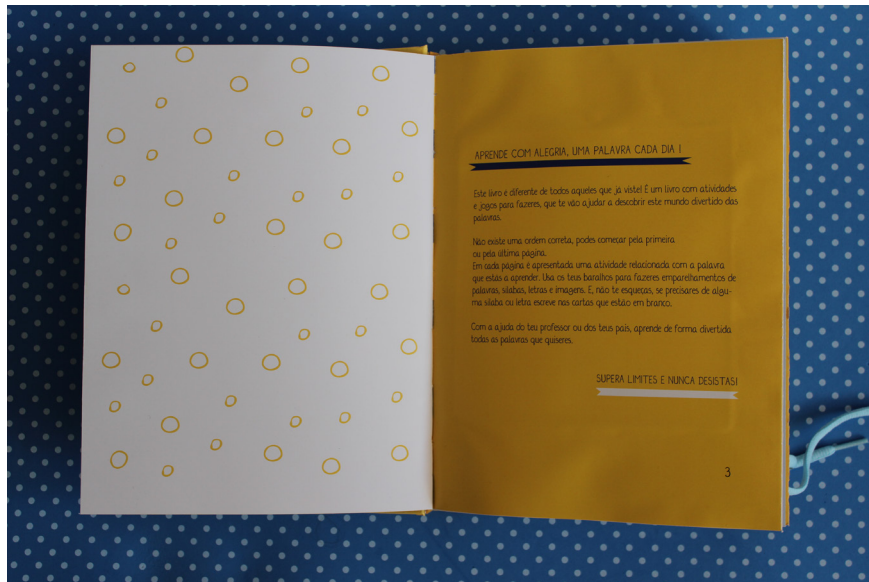 APRENDE COM ALEGRIA, UMA PALAVRA CADA DIA !
Este livro é diferente de todos aqueles que já viste! É um livro com atividades
e jogos para fazeres, que te vão ajudar a descobrir este mundo divertido das
palavras.
Não existe uma ordem correta, podes começar pela primeira
ou pela última página.
Em cada página é apresentada uma atividade relacionada com a palavra
que estás a aprender. Usa os teus baralhos para fazeres emparelhamentos de
palavras, sílabas, letras e imagens. E, não te esqueças, se precisares de algu-
ma sílaba ou letra escreve nas cartas que estão em branco.
Com a ajuda do teu professor ou dos teus pais, aprende de forma divertida
todas as palavras que quiseres.
SUPERA LIMITES E NUNCA DESISTAS!
3